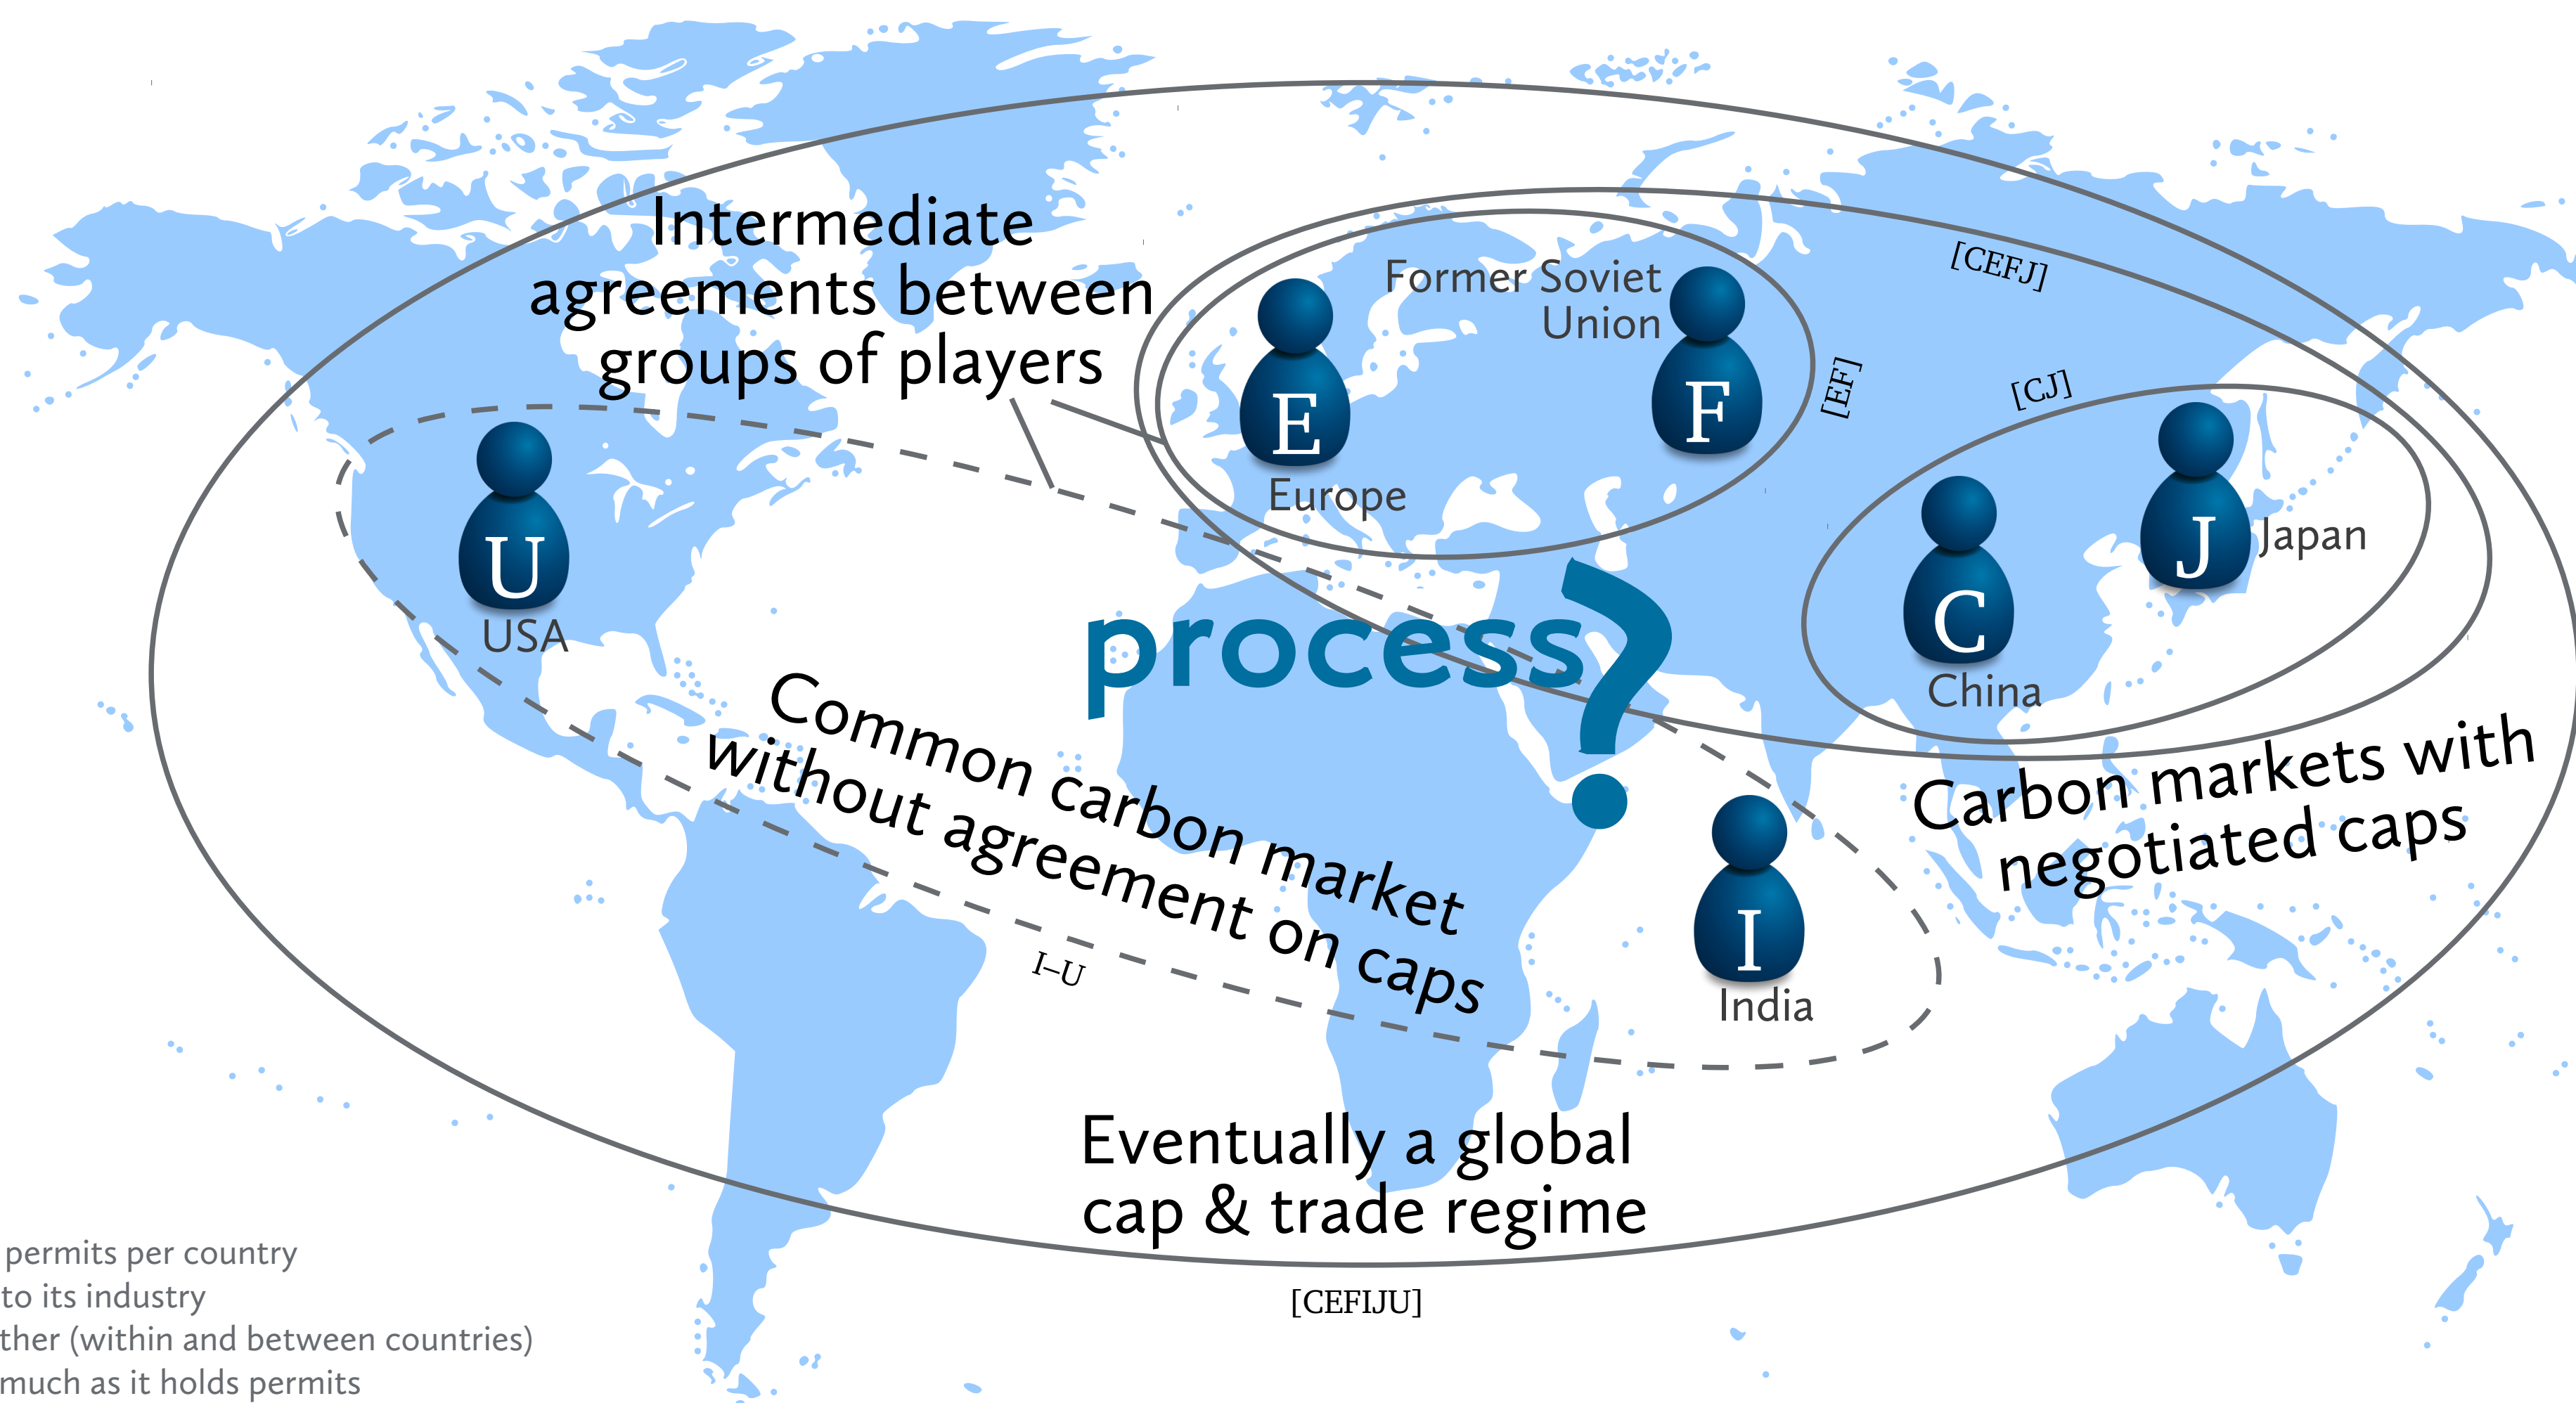 Intermediate
agreements between
groups of players
[CEFJ]
Former Soviet
Union
[EF]
[CJ]
E
F
Europe
U
USA
J
Japan
C
China
process?
Common carbon market
without agreement on caps
Carbon markets with
negotiated caps
I
India
I–U
Eventually a global
cap & trade regime
[CEFIJU]
permits per country
to its industry
ther (within and between countries)
much as it holds permits